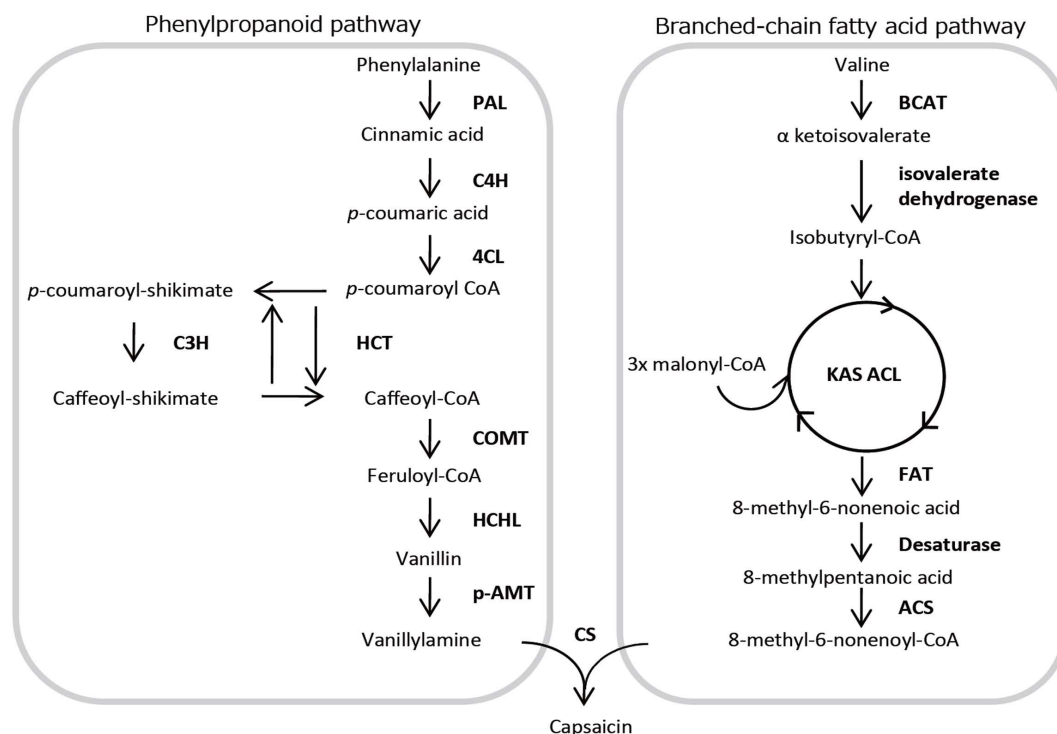 Phenylpropanoid pathway
Phenylalanine
PAL
Cinnamic acid
C4H
p-coumaric acid
4CL
p-coumaroyl-shikimate
p-coumaroyl CoA
C3H
HCT
Caffeoyl-shikimate
Caffeoyl-CoA
COMT
Feruloyl-CoA
HCHL
Vanillin
p-AMT
Vanillylamine
Branched-chain fatty acid pathway
Valine
BCAT
α ketoisovalerate
isovalerate
dehydrogenase
Isobutyryl-CoA
3x malonyl-CoA
KAS ACL
FAT
8-methyl-6-nonenoic acid
Desaturase
8-methylpentanoic acid
ACS
8-methyl-6-nonenoyl-CoA
CS
Capsaicin